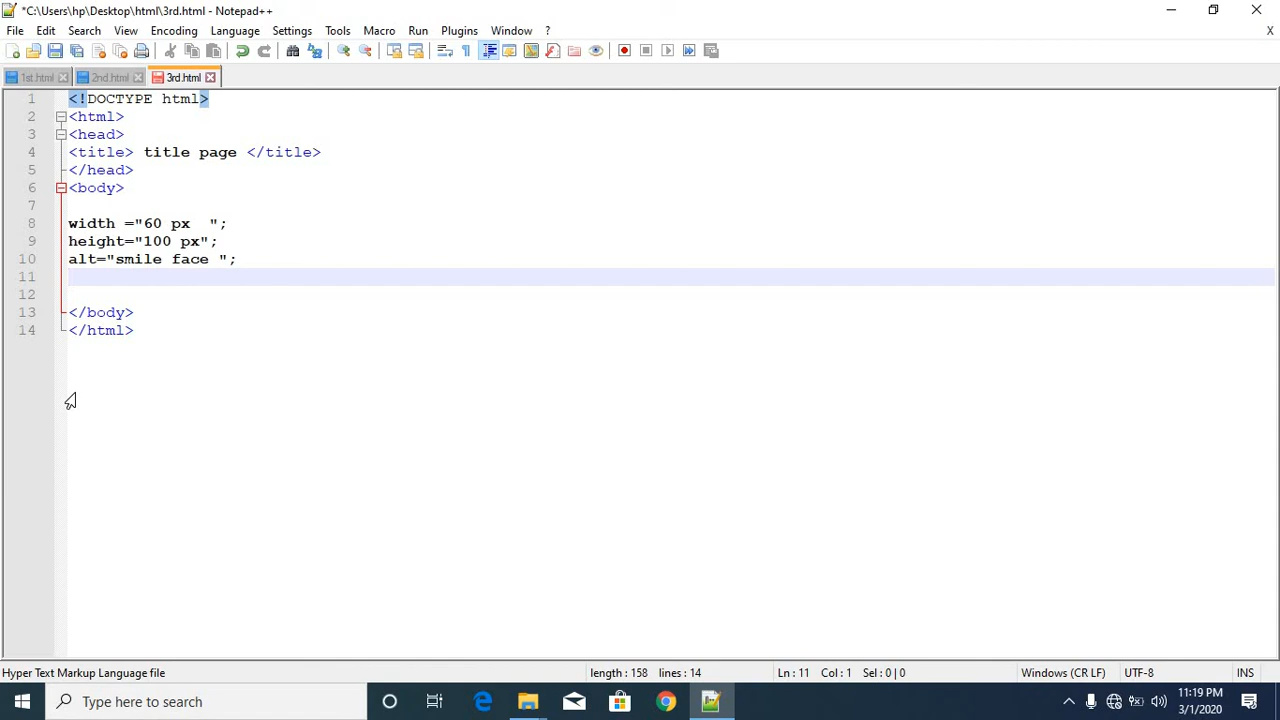 *C:\Users\hp\Desktop\html\3rd.html - Notepad++
File Edit Search View Encoding Language Settings Tools Macro Run Plugins Window ? X
1st.html 2nd.html 3rd.html
1 <!DOCTYPE html>
2 <html>
3 <head>
4 <title> title page </title>
5 </head>
6 <body>
7
8 width ="60 px  ";
9 height="100 px";
10 alt="smile face ";
11
12
13 </body>
14 </html>
Hyper Text Markup Language file length : 158 lines : 14 Ln : 11 Col : 1 Sel : 0 | 0 Windows (CR LF) UTF-8 INS
Type here to search 11:19 PM
3/1/2020